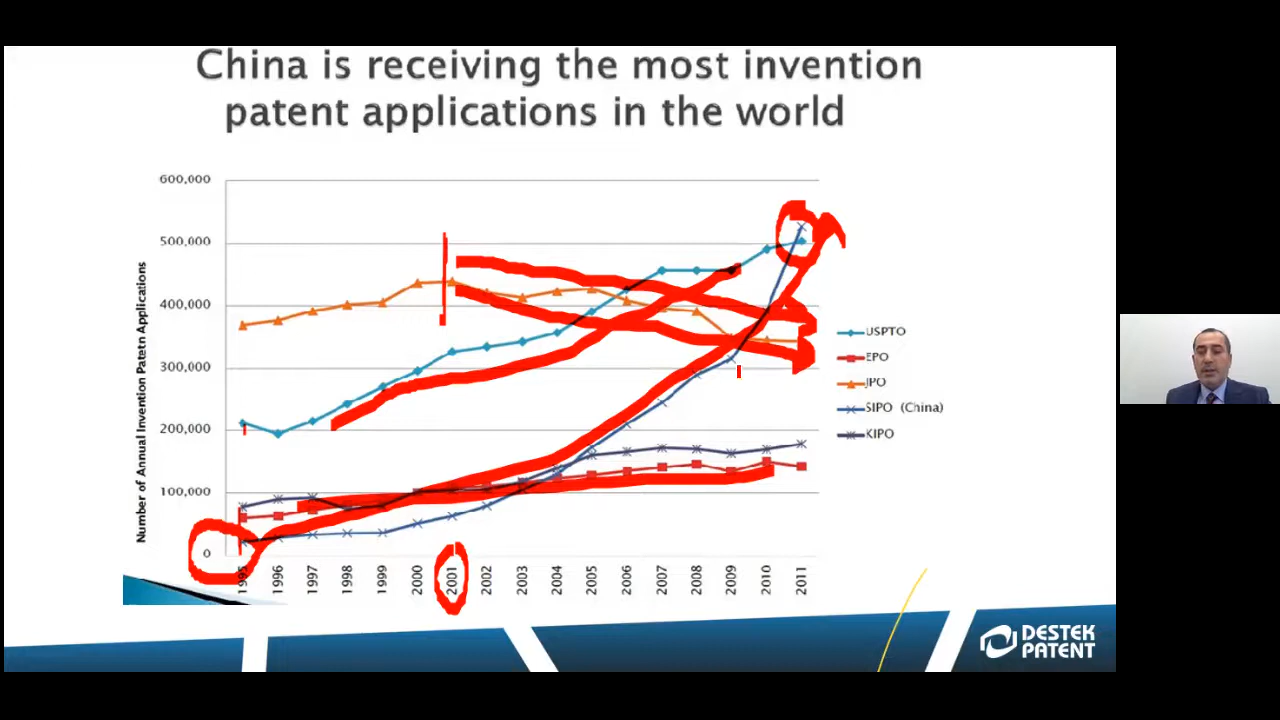 China is receiving the most invention
patent applications in the world
Number of Annual Invention Patetn Applications
600,000
500,000
400,000
300,000
200,000
100,000
0
1995 1996 1997 1998 1999 2000 2001 2002 2003 2004 2005 2006 2007 2008 2009 2010 2011
USPTO
EPO
JPO
SIPO (China)
KIPO
DESTEK
PATENT